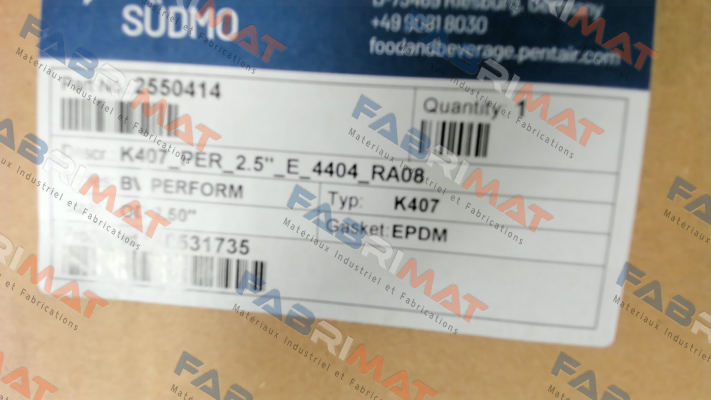 SÜDMO
+49 9081 8030
foodandbeverage.pentair.com
2550414
Quantity: 1
Descr. K407_PER_2.5"_E_4404_RA08
PERFORM
Typ: K407
Gasket: EPDM
FABRIMAT
Materiaux Industriel et Fabrications